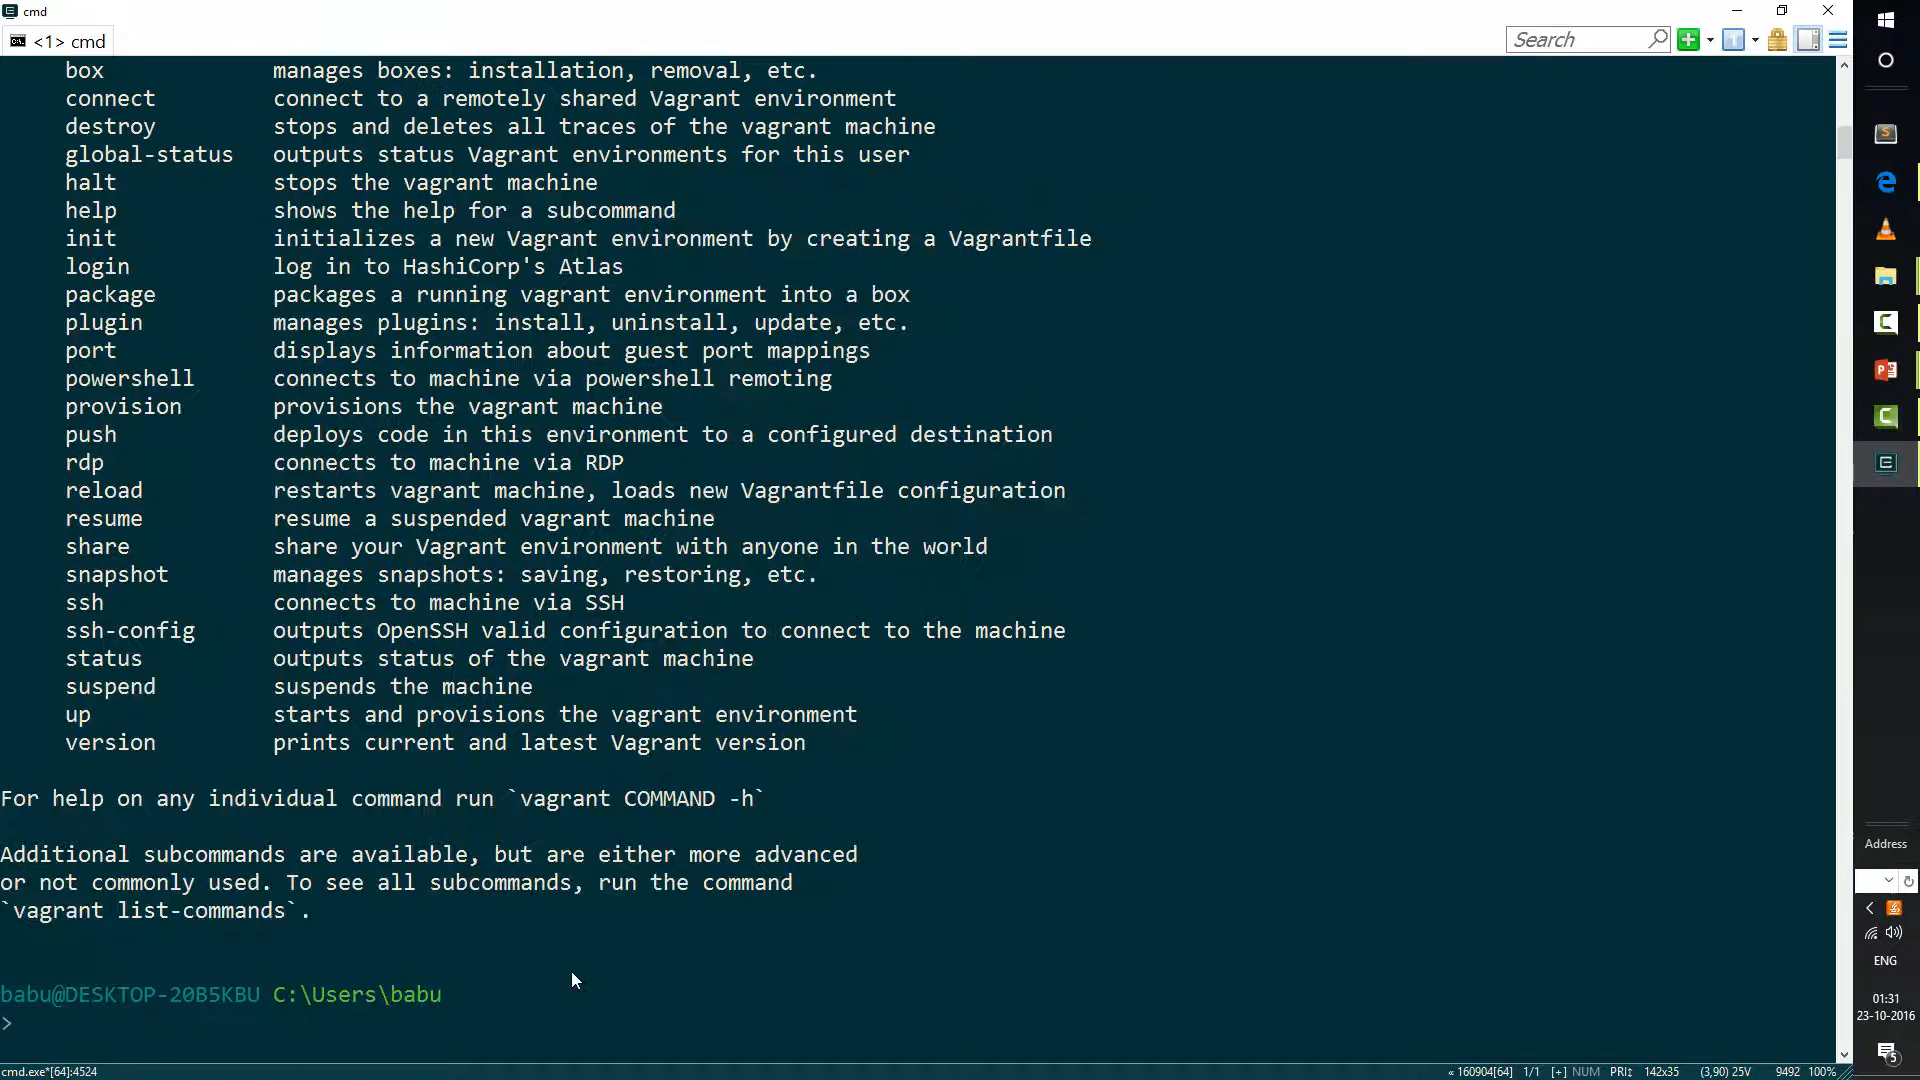 cmd
<1> cmd
Search
box manages boxes: installation, removal, etc.
connect connect to a remotely shared Vagrant environment
destroy stops and deletes all traces of the vagrant machine
global-status outputs status Vagrant environments for this user
halt stops the vagrant machine
help shows the help for a subcommand
init initializes a new Vagrant environment by creating a Vagrantfile
login log in to HashiCorp's Atlas
package packages a running vagrant environment into a box
plugin manages plugins: install, uninstall, update, etc.
port displays information about guest port mappings
powershell connects to machine via powershell remoting
provision provisions the vagrant machine
push deploys code in this environment to a configured destination
rdp connects to machine via RDP
reload restarts vagrant machine, loads new Vagrantfile configuration
resume resume a suspended vagrant machine
share share your Vagrant environment with anyone in the world
snapshot manages snapshots: saving, restoring, etc.
ssh connects to machine via SSH
ssh-config outputs OpenSSH valid configuration to connect to the machine
status outputs status of the vagrant machine
suspend suspends the machine
up starts and provisions the vagrant environment
version prints current and latest Vagrant version
For help on any individual command run `vagrant COMMAND -h`
Additional subcommands are available, but are either more advanced
or not commonly used. To see all subcommands, run the command
`vagrant list-commands`.
babu@DESKTOP-20B5KBU C:\Users\babu
>
cmd.exe*[64]:4524
« 160904[64] 1/1 [+] NUM PRI↕ 142x35 (3,90) 25V 9492 100%
Address
ENG
01:31
23-10-2016
5